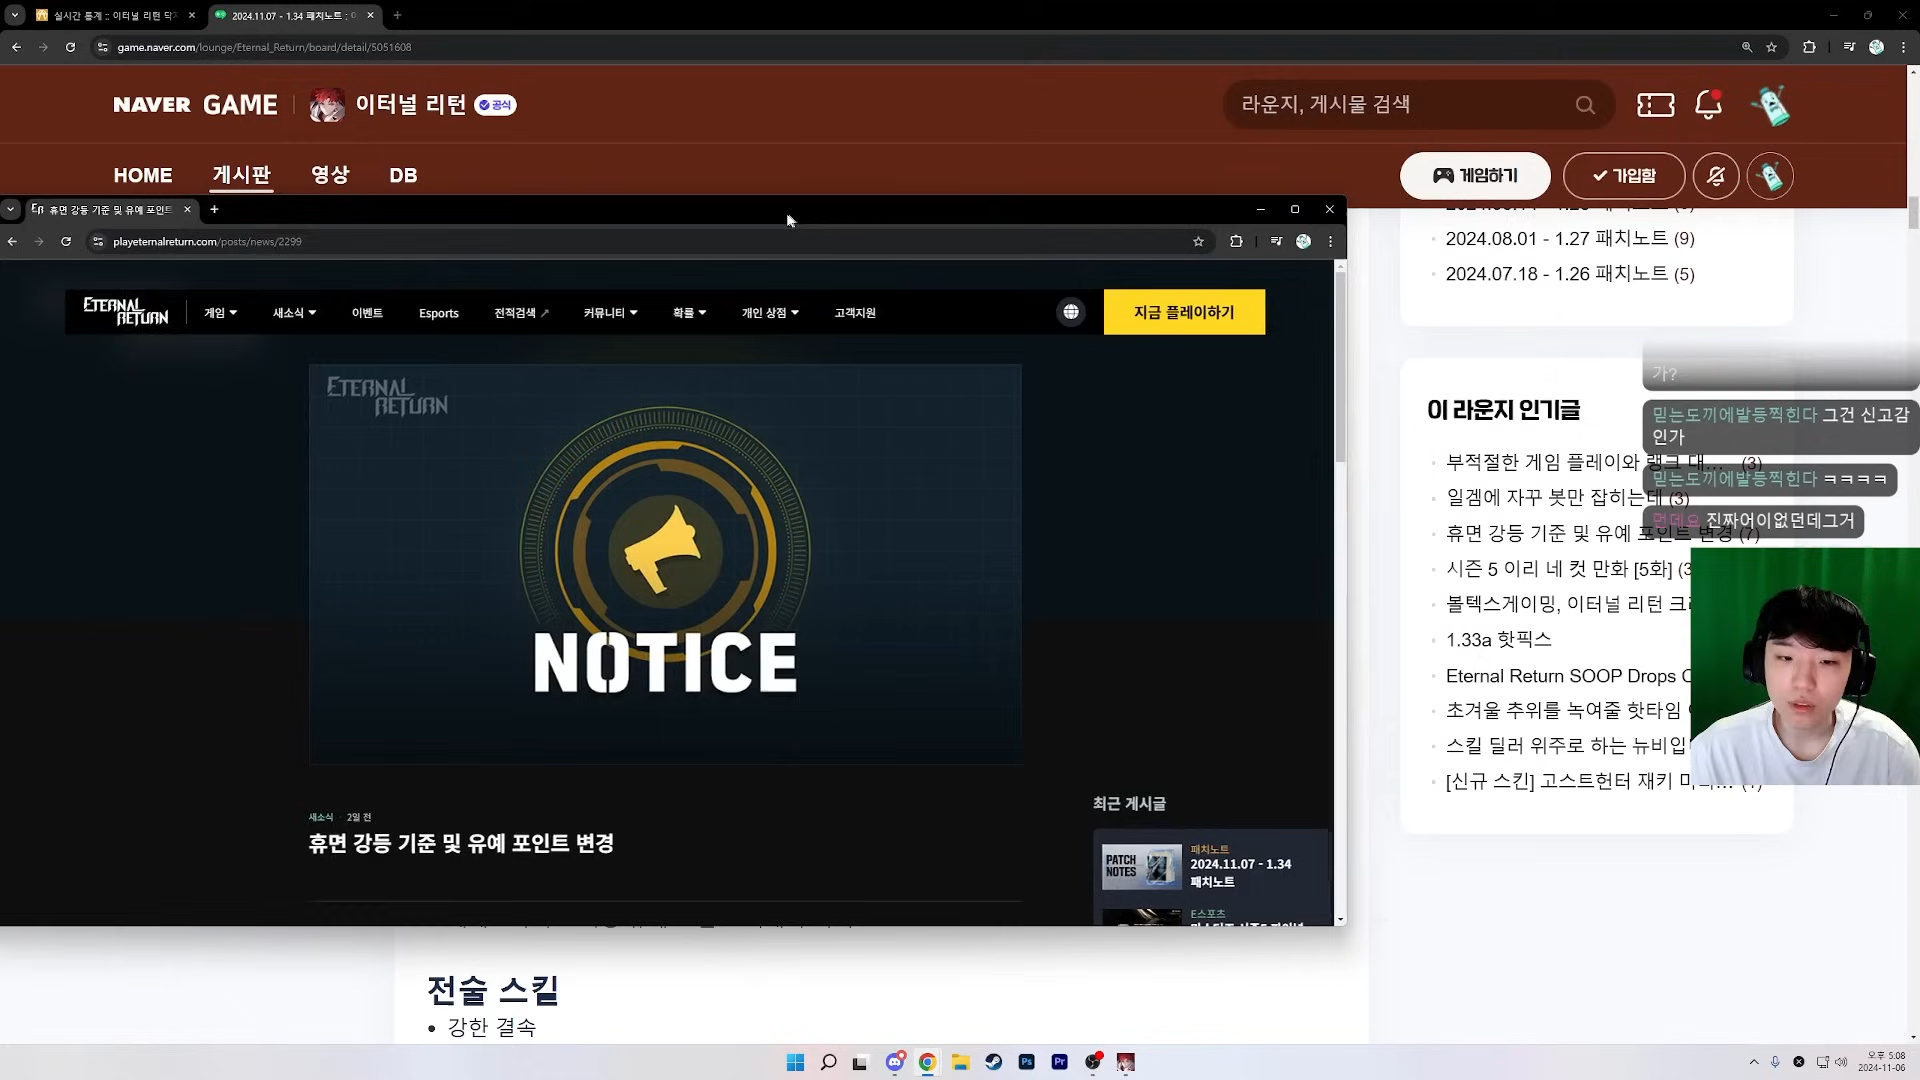 실시간 통계 :: 이터널 리턴 닥지
2024.11.07 - 1.34 패치노트 : 이
game.naver.com/lounge/Eternal_Return/board/detail/5051608
NAVER GAME
이터널 리턴
공식
라운지, 게시물 검색
HOME
게시판
영상
DB
게임하기
가입함
휴면 강등 기준 및 유예 포인트
playeternalreturn.com/posts/news/2299
2024.08.01 - 1.27 패치노트 (9)
2024.07.18 - 1.26 패치노트 (5)
ETERNAL RETURN
게임
새소식
이벤트
Esports
전적검색
커뮤니티
확률
개인 상점
고객지원
지금 플레이하기
ETERNAL
RETURN
NOTICE
새소식 · 2일 전
휴면 강등 기준 및 유예 포인트 변경
최근 게시글
PATCH
NOTES
패치노트
2024.11.07 - 1.34
패치노트
E스포츠
이 라운지 인기글
부적절한 게임 플레이와 랭크 대... (3)
일겜에 자꾸 봇만 잡히는데 (3)
휴면 강등 기준 및 유예 포인트 변경 (7)
시즌 5 이리 네 컷 만화 [5화] (3
볼텍스게이밍, 이터널 리턴
1.33a 핫픽스
Eternal Return SOOP Drops
초겨울 추위를 녹여줄 핫타임
스킬 딜러 위주로 하는 뉴비입
[신규 스킨] 고스트헌터 재키
가?
믿는도끼에발등찍힌다 그건 신고감
인가
믿는도끼에발등찍힌다 ㅋㅋㅋㅋ
먼데요 진짜어이없던데그거
전술 스킬
강한 결속
오후 5:08
2024-11-06